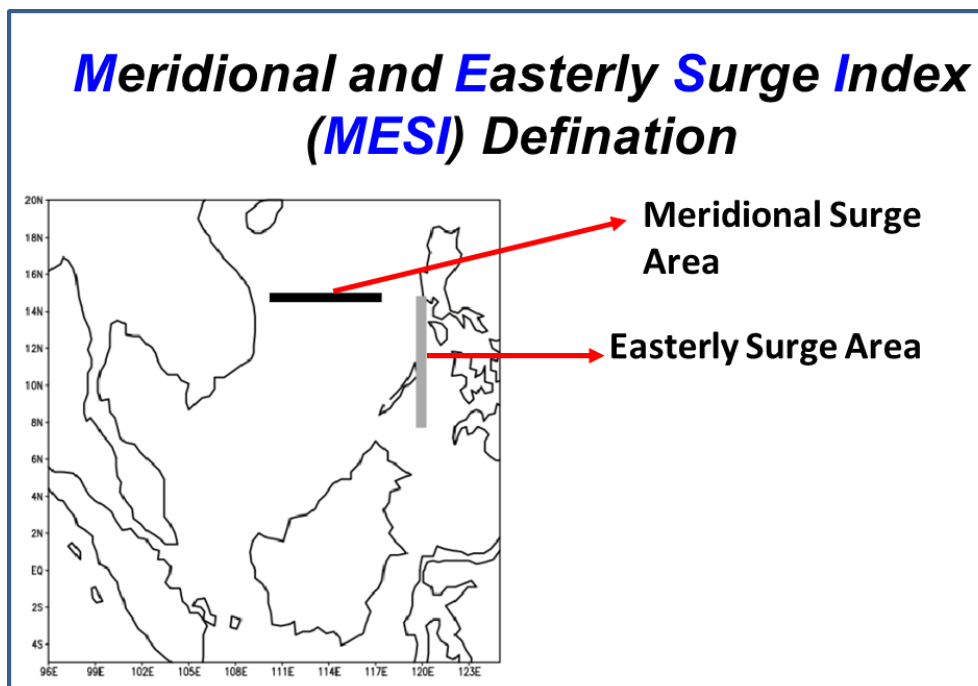 Meridional and Easterly Surge Index
(MESI) Defination
Meridional Surge
Area
Easterly Surge Area
20N
18N
16N
14N
12N
10N
8N
6N
4N
2N
EQ
2S
4S
96E 99E 102E 105E 108E 111E 114E 117E 120E 123E